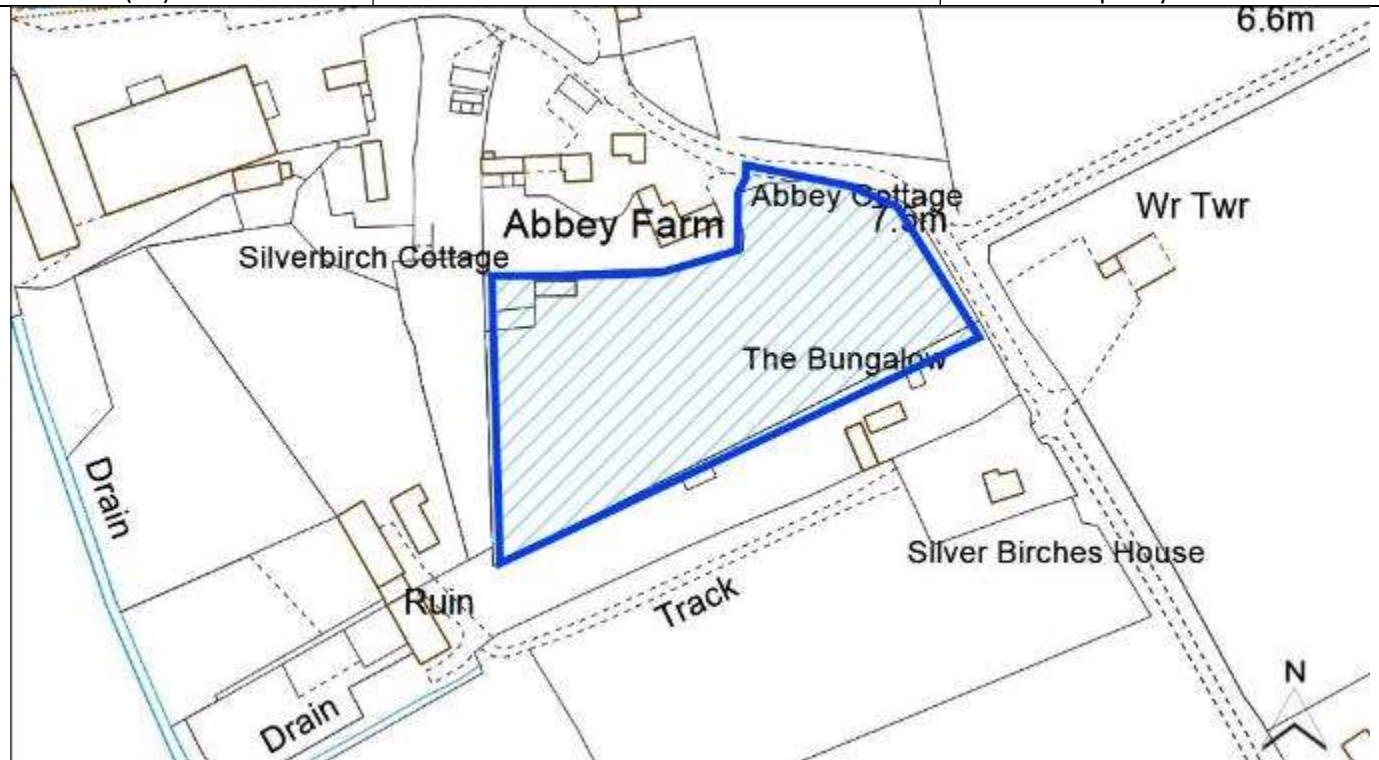 6.6m
Abbey Cottage
7.5m
Wr Twr
Abbey Farm
Silverbirch Cottage
The Bungalow
Drain
Silver Birches House
Ruin
Track
Drain
N